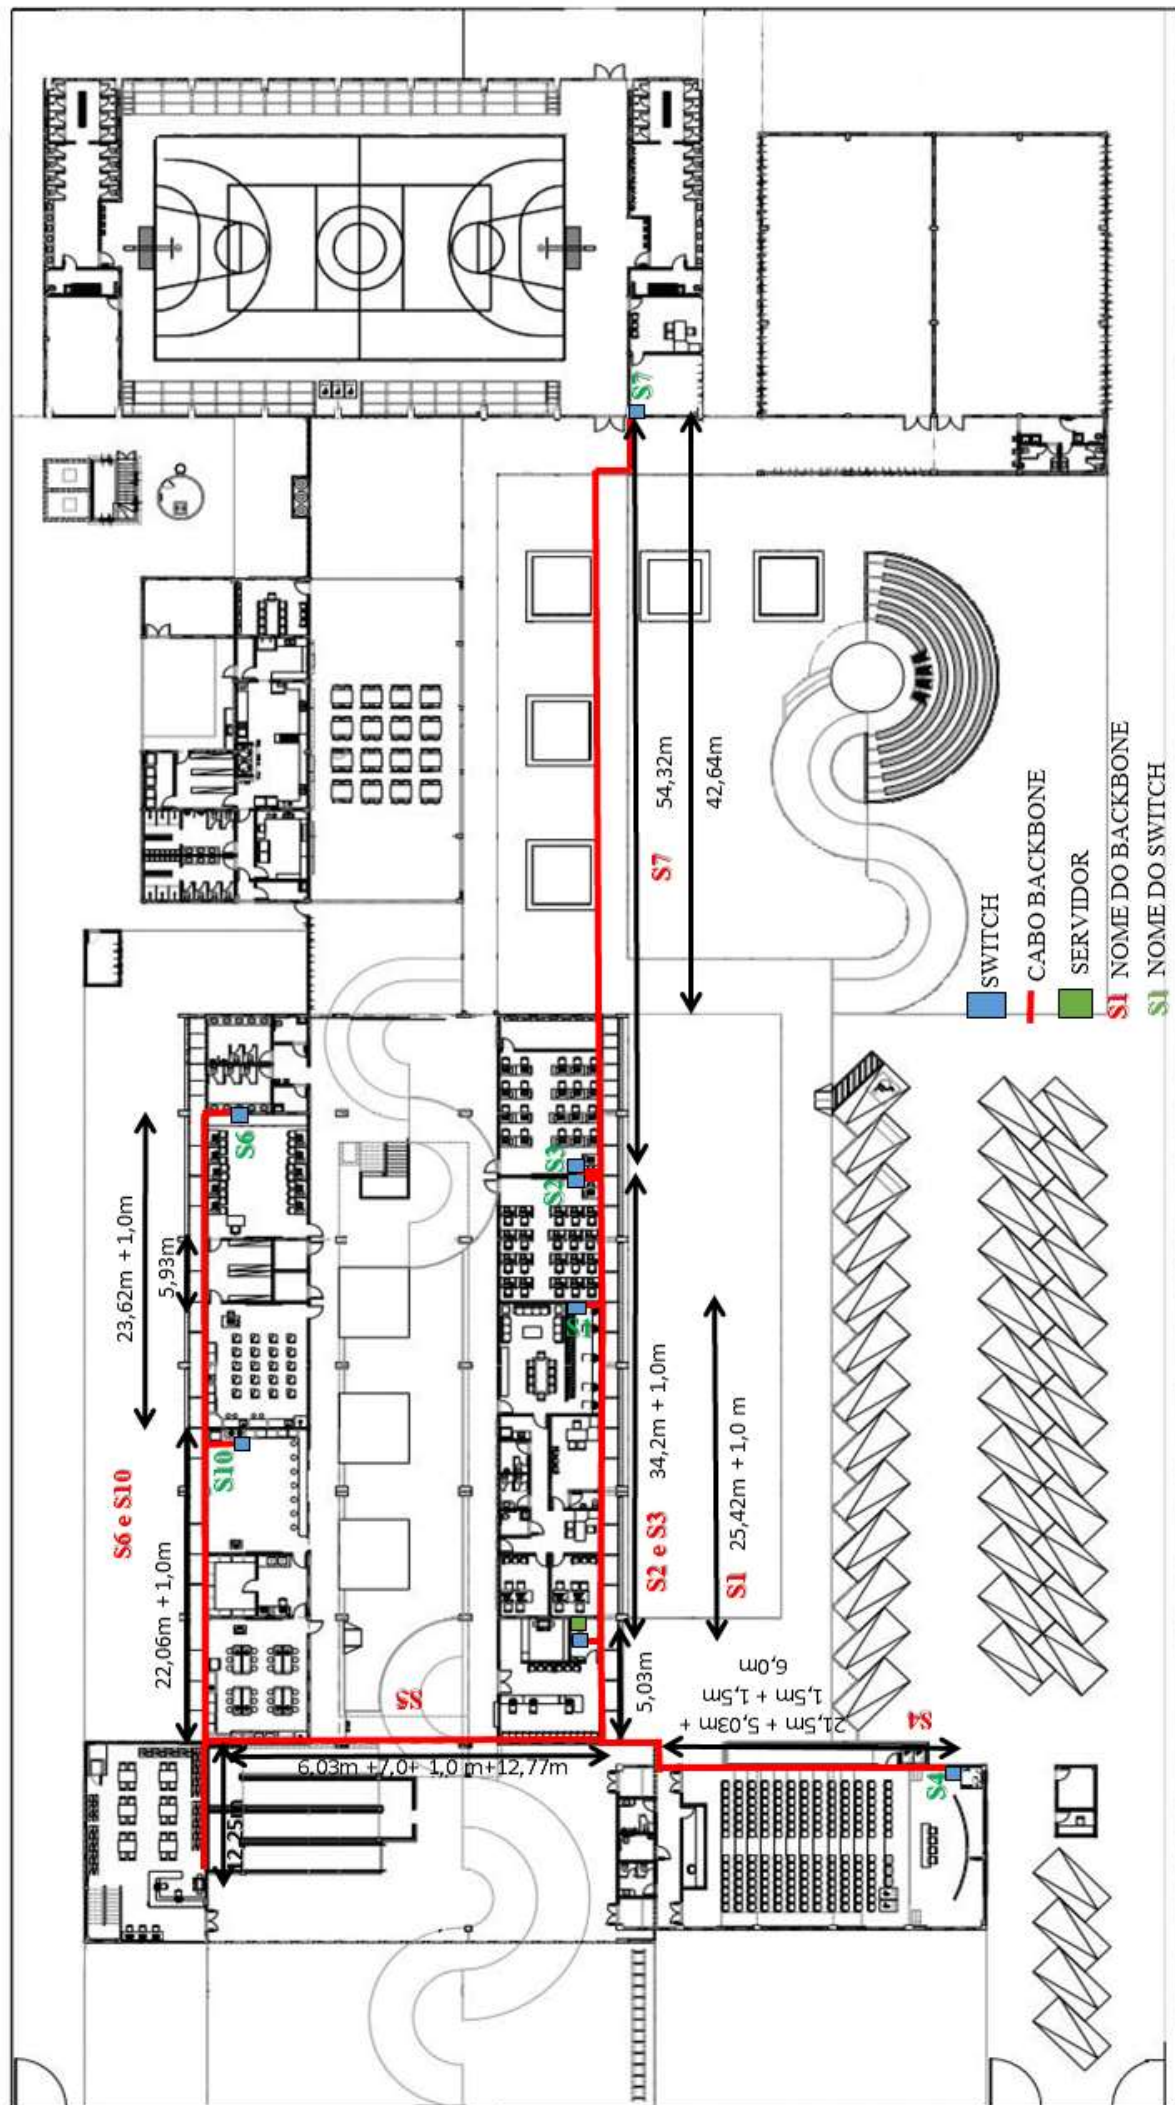 S7
54,32m
42,64m
S7
S6
S2 S3
23,62m + 1,0m
5,93m
S10
S6 e S10
22,06m + 1,0m
S1
34,2m + 1,0m
S2 e S3
25,42m + 1,0 m
S1
5,03m
S5
6,03m +7,0+ 1,0 m+12,77m
12,25m
21,5m + 5,03m +
1,5m + 1,5m
6,0m
S4
S4
SWITCH
CABO BACKBONE
SERVIDOR
S1 NOME DO BACKBONE
S1 NOME DO SWITCH